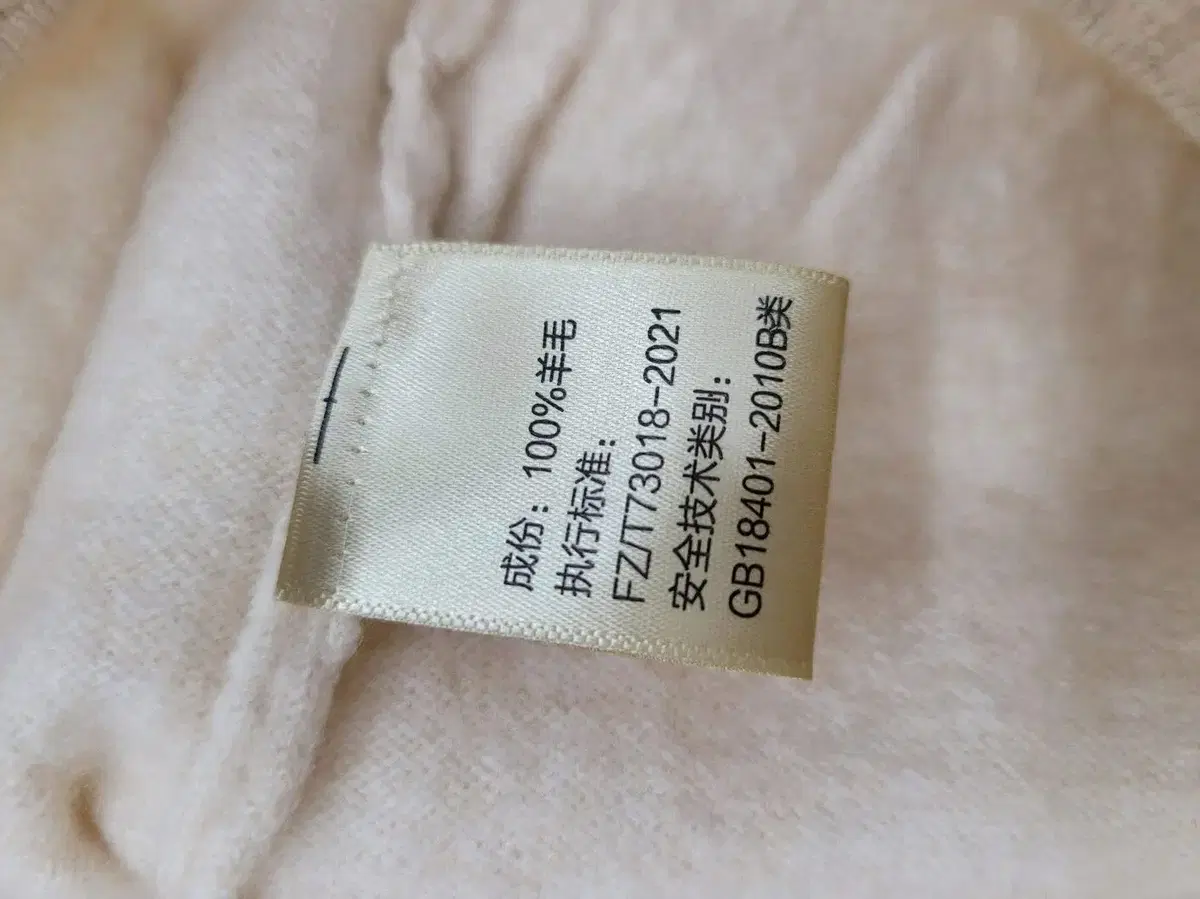 成份：100%羊毛
执行标准：
FZ/T73018-2021
安全技术类别：
GB18401-2010B类